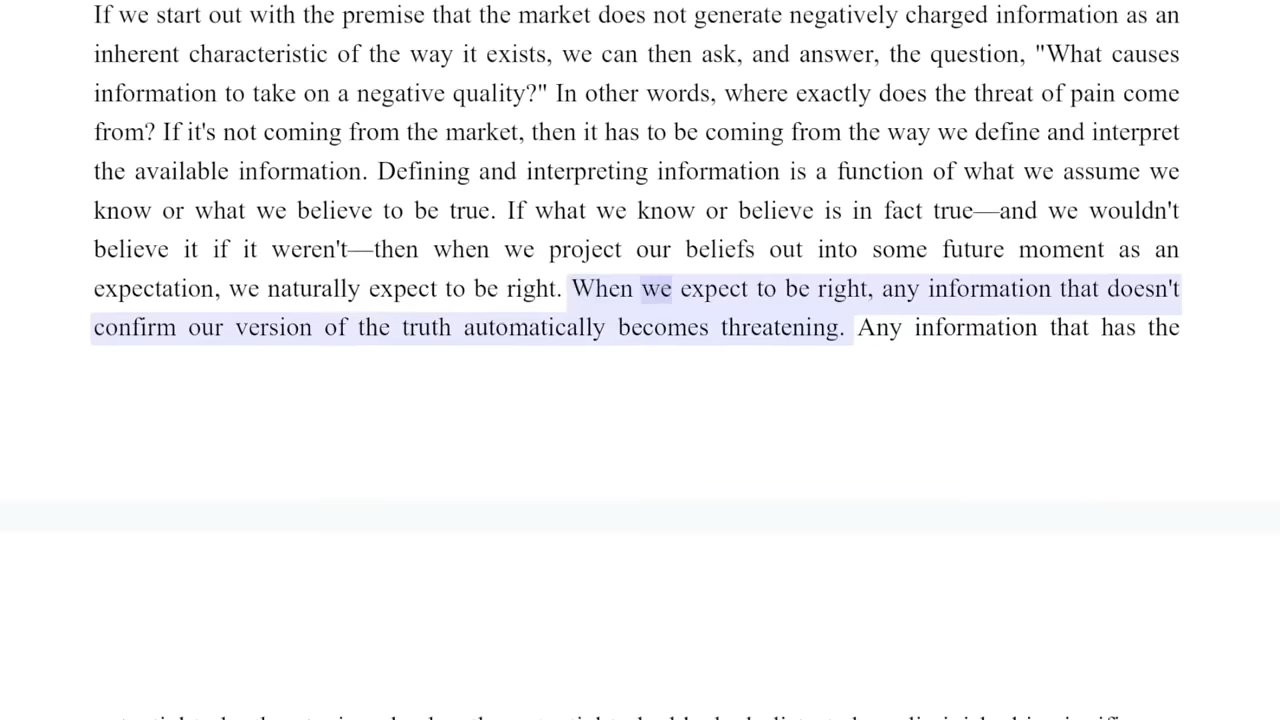 If we start out with the premise that the market does not generate negatively charged information as an
inherent characteristic of the way it exists, we can then ask, and answer, the question, "What causes
information to take on a negative quality?" In other words, where exactly does the threat of pain come
from? If it's not coming from the market, then it has to be coming from the way we define and interpret
the available information. Defining and interpreting information is a function of what we assume we
know or what we believe to be true. If what we know or believe is in fact true—and we wouldn't
believe it if it weren't—then when we project our beliefs out into some future moment as an
expectation, we naturally expect to be right. When we expect to be right, any information that doesn't
confirm our version of the truth automatically becomes threatening. Any information that has the